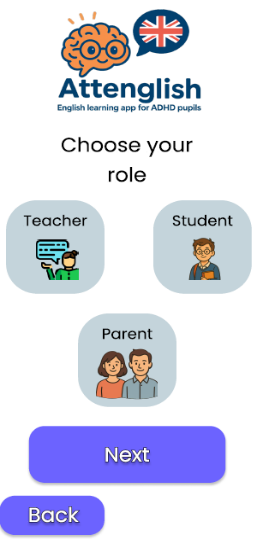 Attenglish
English learning app for ADHD pupils
Choose your
role
Teacher
Student
Parent
Next
Back